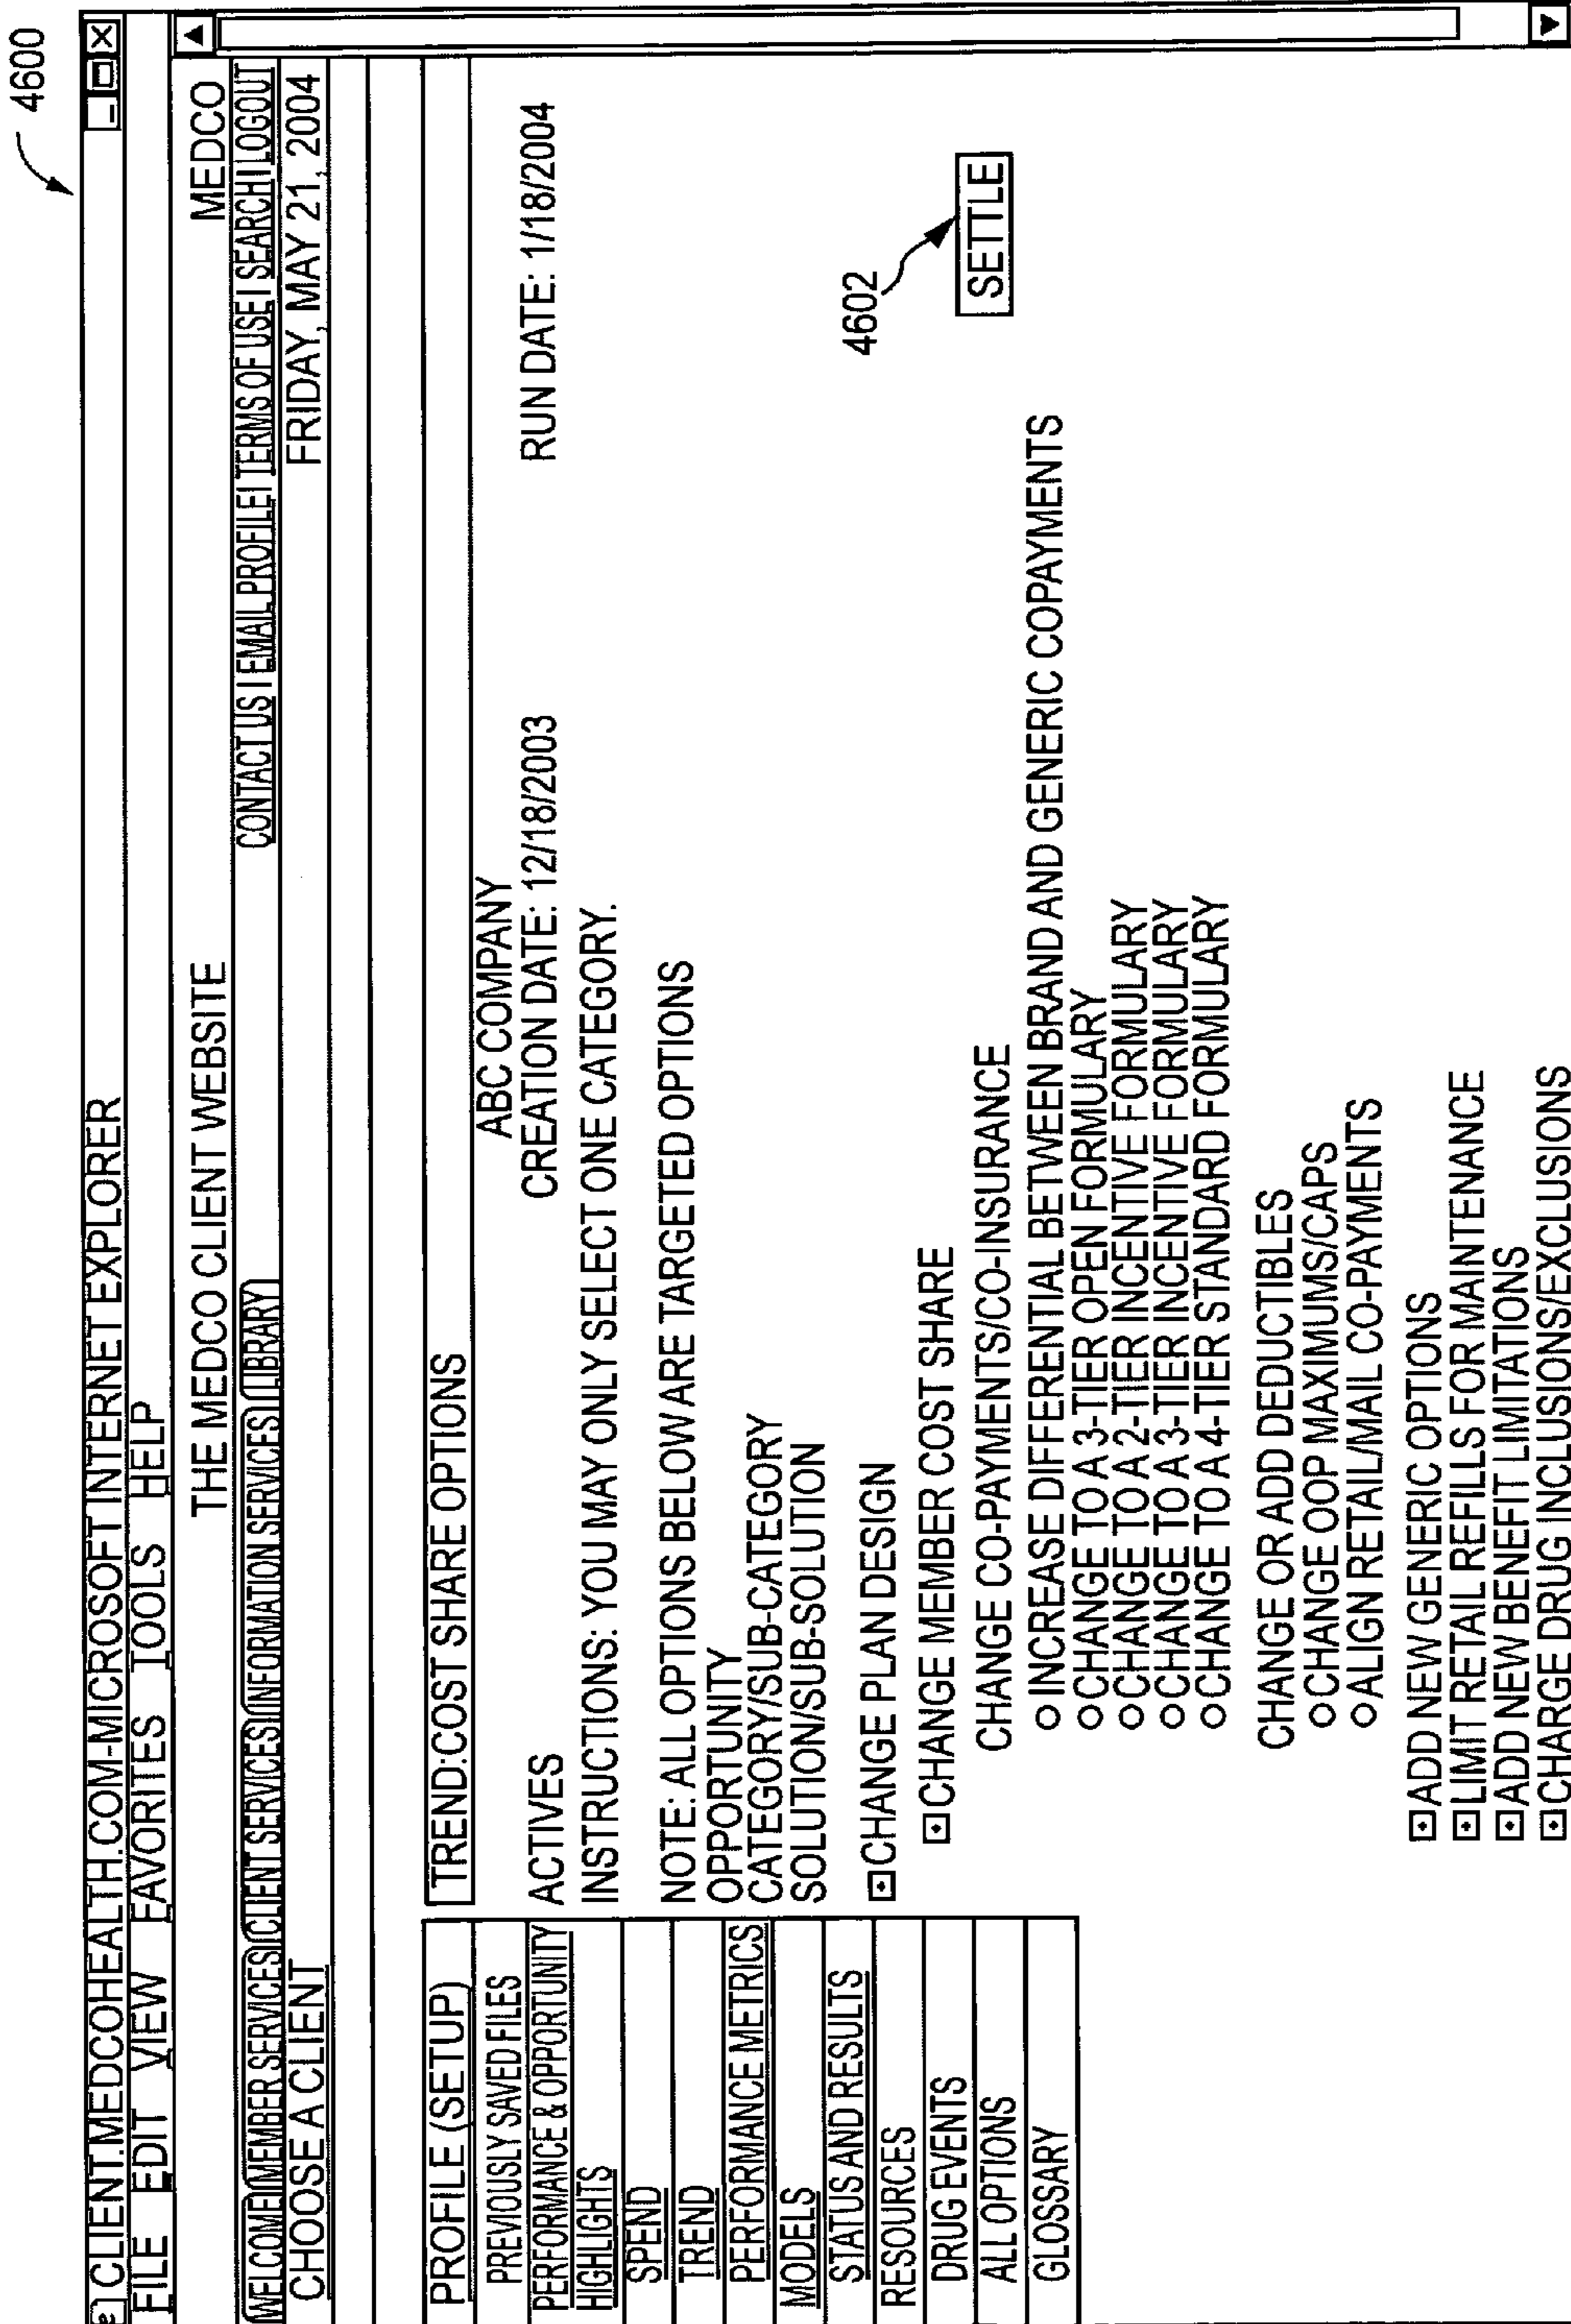 4600
CLIENT.MEDCOHEALTH.COM-MICROSOFT INTERNET EXPLORER
FILE EDIT VIEW FAVORITES TOOLS HELP
THE MEDCO CLIENT WEBSITE MEDCO
WELCOME MEMBER SERVICES CLIENT SERVICES INFORMATION SERVICES LIBRARY CONTACT US | EMAIL PROFILE | TERMS OF USE | SEARCH | LOGOUT
CHOOSE A CLIENT FRIDAY, MAY 21, 2004
PROFILE (SETUP)
PREVIOUSLY SAVED FILES
PERFORMANCE & OPPORTUNITY
HIGHLIGHTS
SPEND
TREND
PERFORMANCE METRICS
MODELS
STATUS AND RESULTS
RESOURCES
DRUG EVENTS
ALL OPTIONS
GLOSSARY
TREND:COST SHARE OPTIONS
ABC COMPANY
ACTIVES CREATION DATE: 12/18/2003 RUN DATE: 1/18/2004
INSTRUCTIONS: YOU MAY ONLY SELECT ONE CATEGORY.
NOTE: ALL OPTIONS BELOW ARE TARGETED OPTIONS
OPPORTUNITY
CATEGORY/SUB-CATEGORY
SOLUTION/SUB-SOLUTION
CHANGE PLAN DESIGN
4602
CHANGE MEMBER COST SHARE
SETTLE
CHANGE CO-PAYMENTS/CO-INSURANCE
INCREASE DIFFERENTIAL BETWEEN BRAND AND GENERIC COPAYMENTS
CHANGE TO A 3-TIER OPEN FORMULARY
CHANGE TO A 2-TIER INCENTIVE FORMULARY
CHANGE TO A 3-TIER INCENTIVE FORMULARY
CHANGE TO A 4-TIER STANDARD FORMULARY
CHANGE OR ADD DEDUCTIBLES
CHANGE OOP MAXIMUMS/CAPS
ALIGN RETAIL/MAIL CO-PAYMENTS
ADD NEW GENERIC OPTIONS
LIMIT RETAIL REFILLS FOR MAINTENANCE
ADD NEW BENEFIT LIMITATIONS
CHARGE DRUG INCLUSIONS/EXCLUSIONS